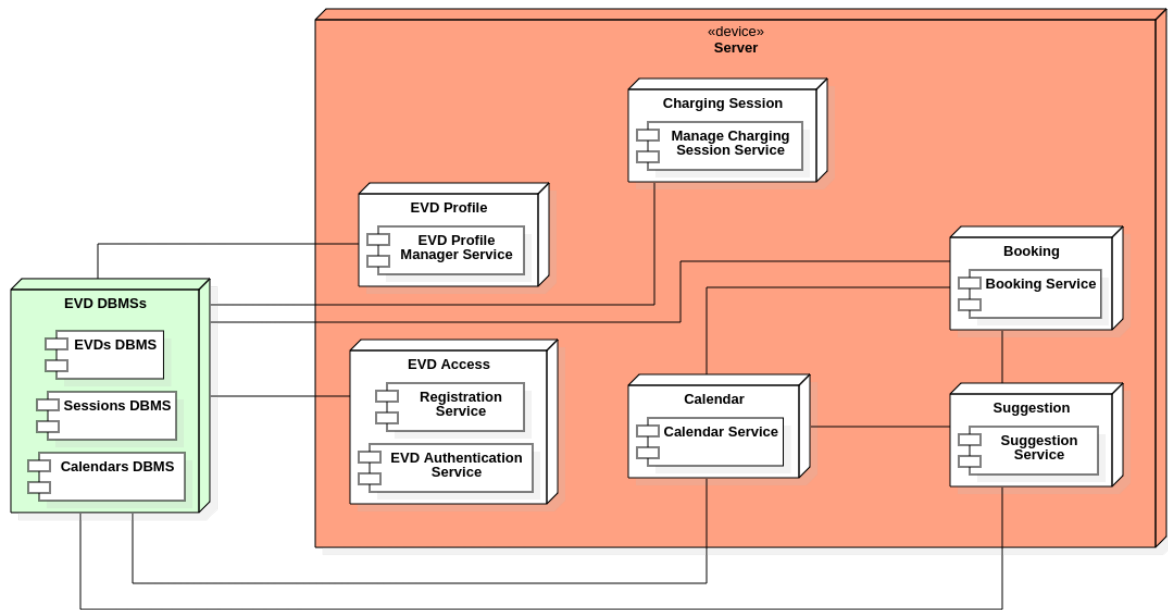 «device»
Server
Charging Session
Manage Charging
Session Service
EVD Profile
EVD Profile
Manager Service
Booking
Booking Service
EVD DBMSs
EVDs DBMS
Sessions DBMS
Calendars DBMS
EVD Access
Registration
Service
EVD Authentication
Service
Calendar
Calendar Service
Suggestion
Suggestion
Service